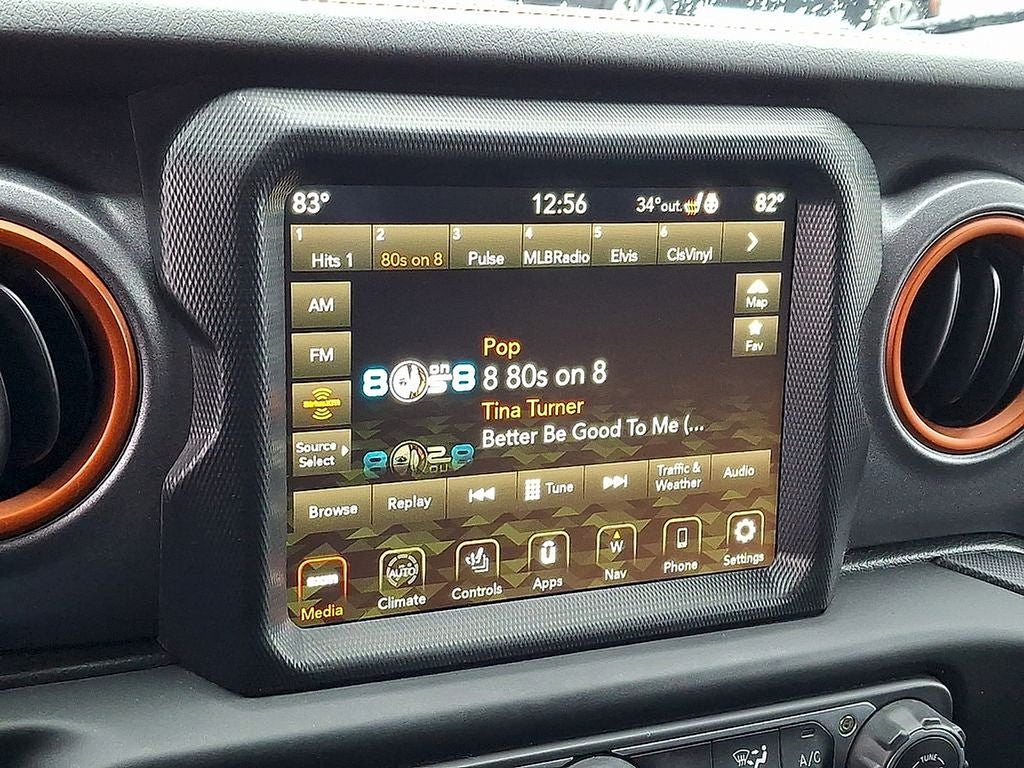 83° 12:56 34°out. 82°
1 2 3 4 5 6
Hits 1 80s on 8 Pulse MLBRadio Elvis ClsVinyl
AM
Map
FM
Fav
Pop
8 80s on 8
Tina Turner
Better Be Good To Me (...
Source
Select
Browse Replay Tune Traffic &
Weather Audio
AUTO
W
Media Climate Controls Apps Nav Phone Settings
A/C
TUNE